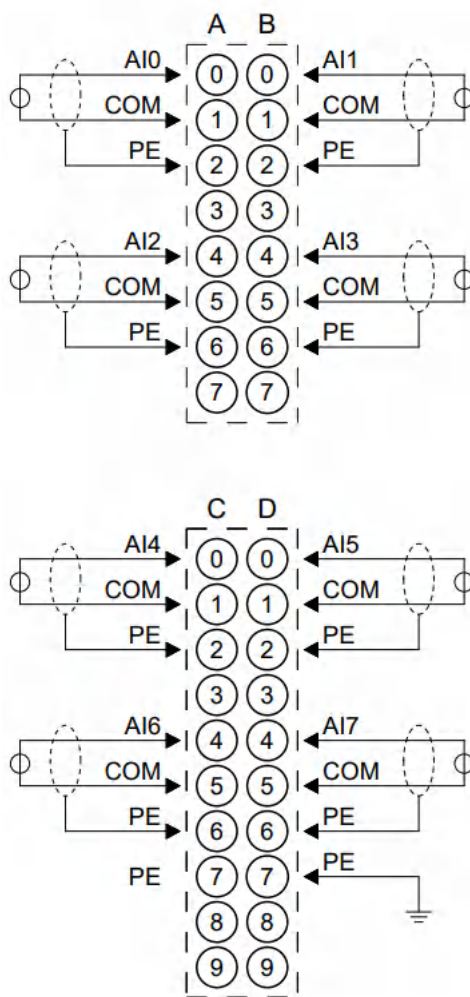 A B
AI0 0 0 AI1
COM 1 1 COM
PE 2 2 PE
3 3
AI2 4 4 AI3
COM 5 5 COM
PE 6 6 PE
7 7
C D
AI4 0 0 AI5
COM 1 1 COM
PE 2 2 PE
3 3
AI6 4 4 AI7
COM 5 5 COM
PE 6 6 PE
PE 7 7 PE
8 8
9 9